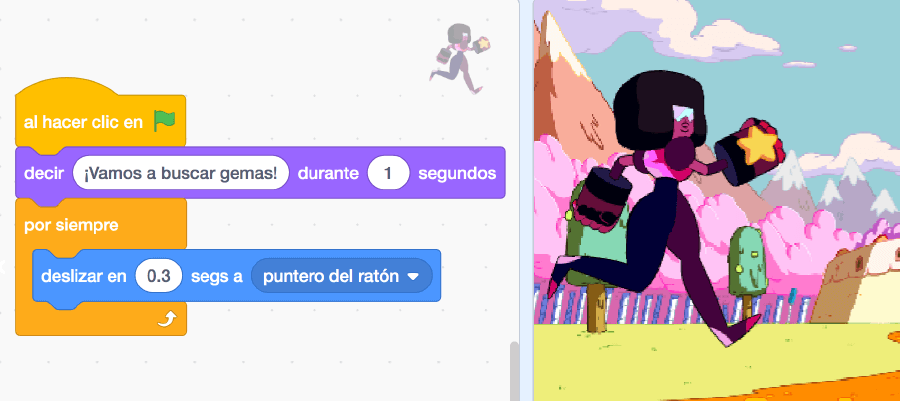 al hacer clic en
decir ¡Vamos a buscar gemas! durante 1 segundos
por siempre
deslizar en 0.3 segs a puntero del ratón